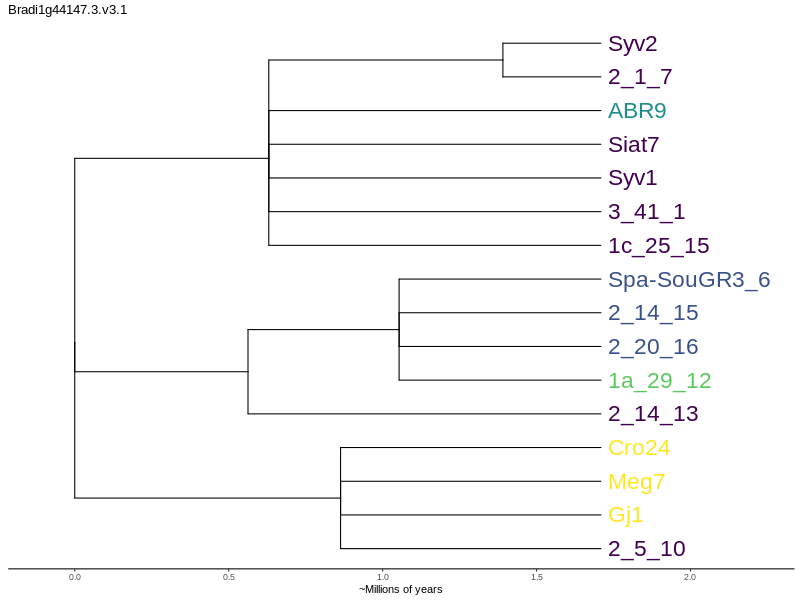 Bradi1g44147.3.v3.1
Syv2
2_1_7
ABR9
Siat7
Syv1
3_41_1
1c_25_15
Spa-SouGR3_6
2_14_15
2_20_16
1a_29_12
2_14_13
Cro24
Meg7
Gj1
2_5_10
0.0 0.5 1.0 1.5 2.0
~Millions of years